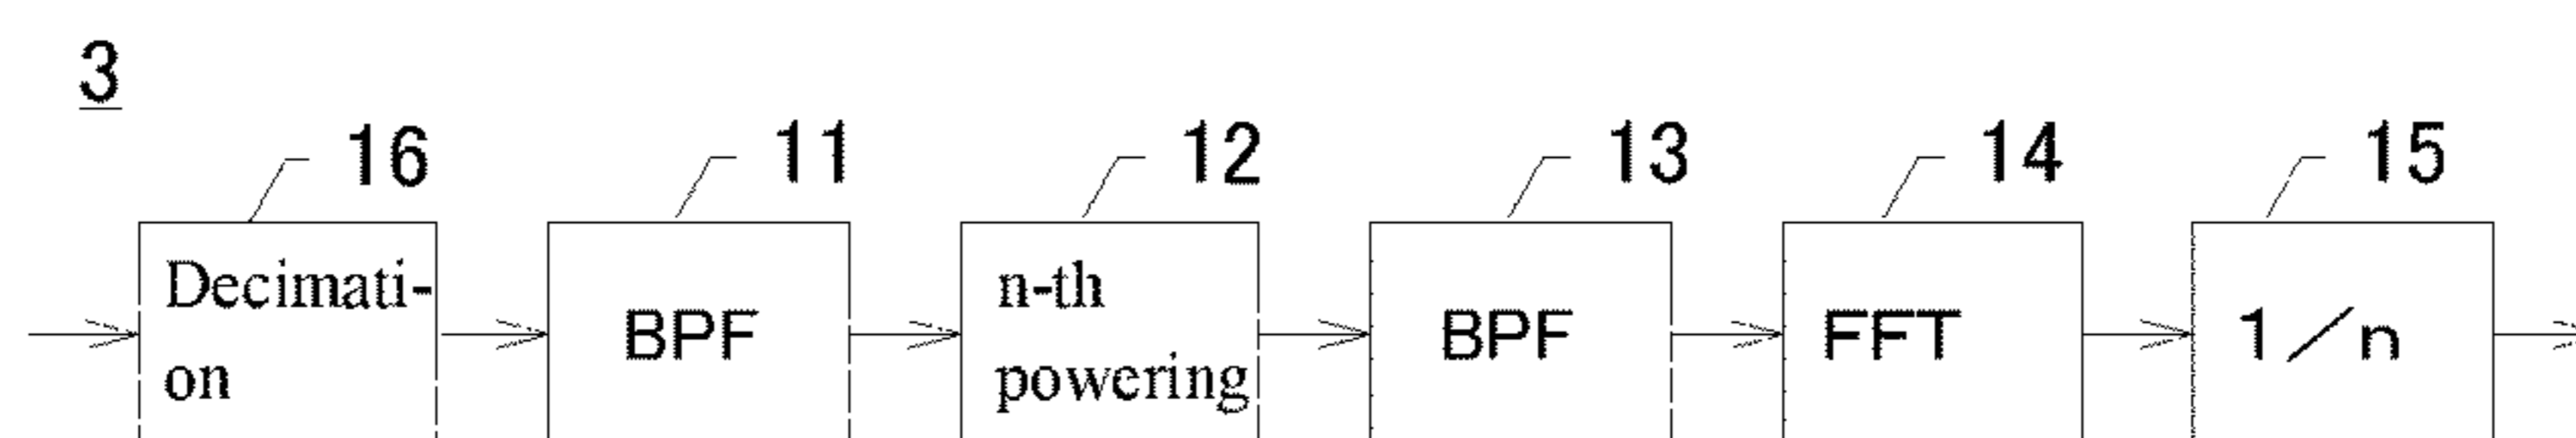 3
16 11 12 13 14 15
Decimati-
on
BPF
n-th
powering
BPF
FFT
1/n